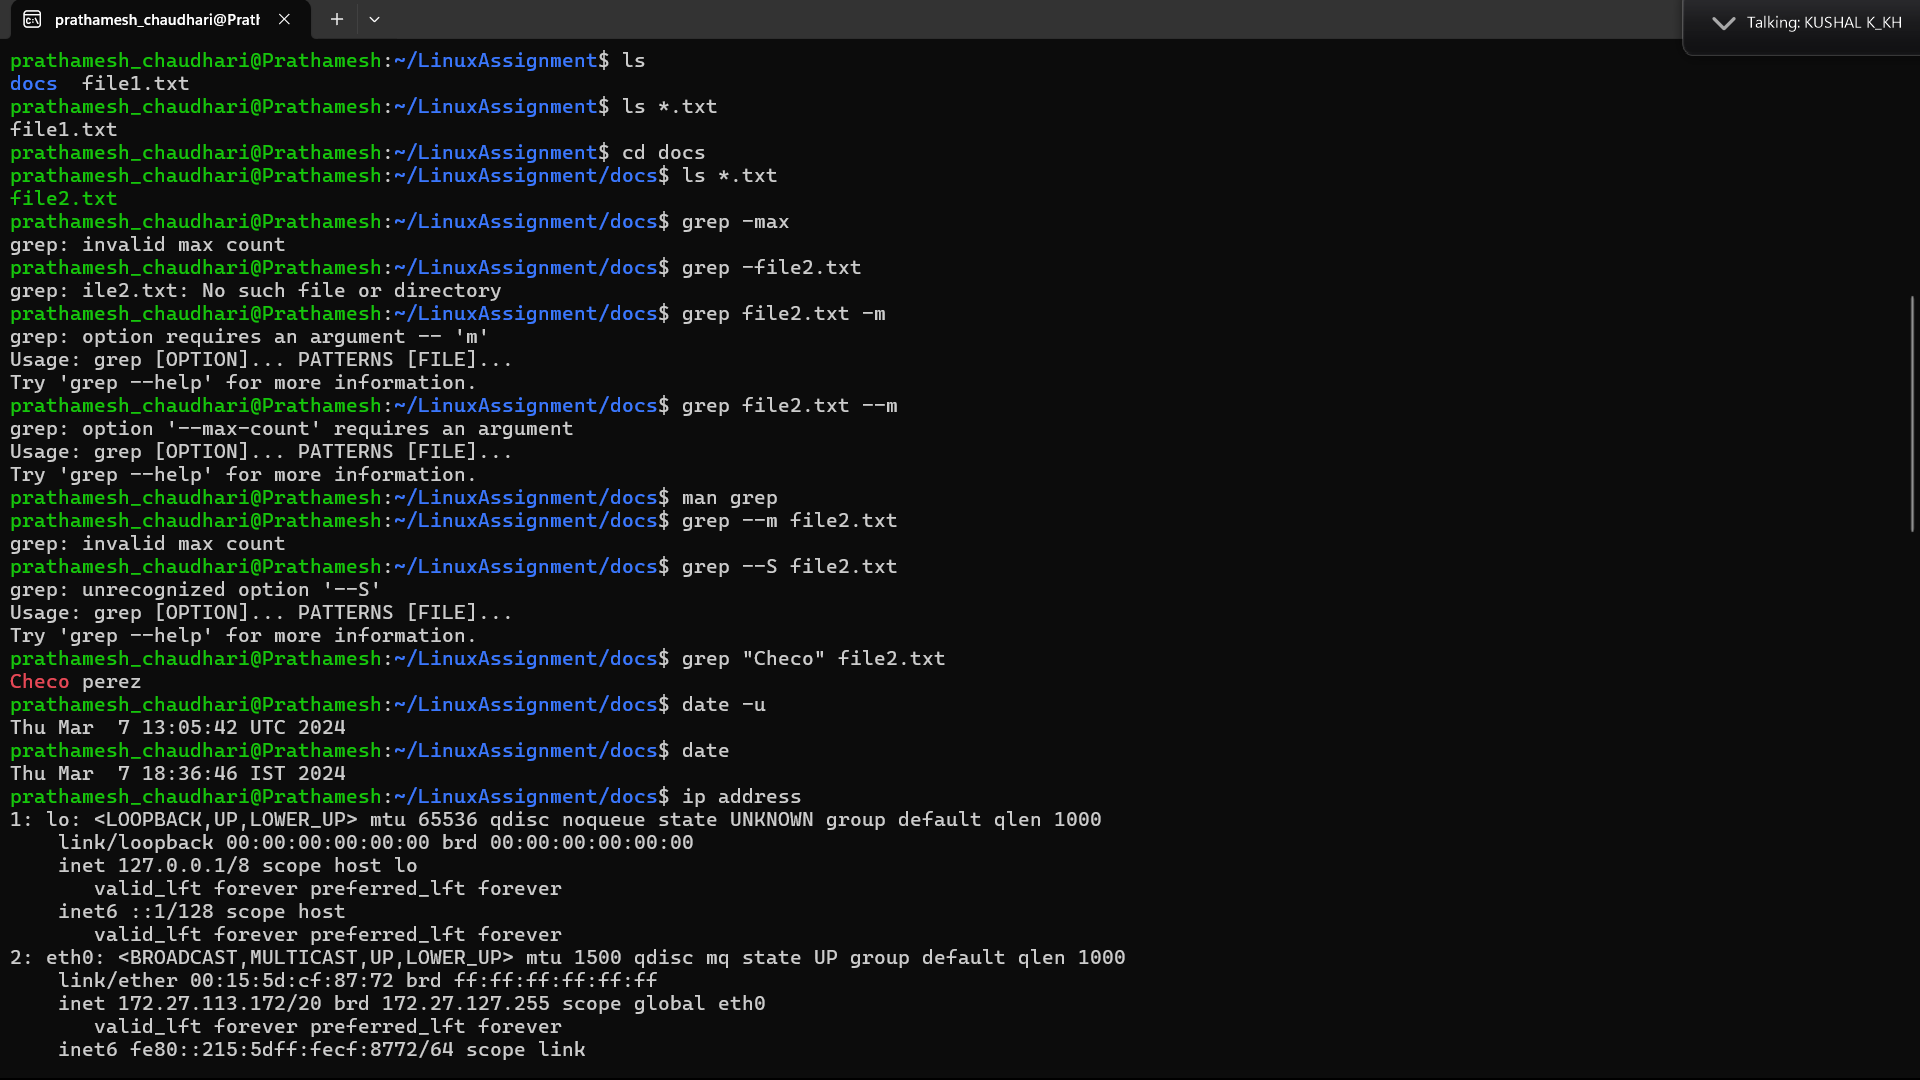 prathamesh_chaudhari@Prath
Talking: KUSHAL K_KH
prathamesh_chaudhari@Prathamesh:~/LinuxAssignment$ ls
docs  file1.txt
prathamesh_chaudhari@Prathamesh:~/LinuxAssignment$ ls *.txt
file1.txt
prathamesh_chaudhari@Prathamesh:~/LinuxAssignment$ cd docs
prathamesh_chaudhari@Prathamesh:~/LinuxAssignment/docs$ ls *.txt
file2.txt
prathamesh_chaudhari@Prathamesh:~/LinuxAssignment/docs$ grep -max
grep: invalid max count
prathamesh_chaudhari@Prathamesh:~/LinuxAssignment/docs$ grep -file2.txt
grep: ile2.txt: No such file or directory
prathamesh_chaudhari@Prathamesh:~/LinuxAssignment/docs$ grep file2.txt -m
grep: option requires an argument -- 'm'
Usage: grep [OPTION]... PATTERNS [FILE]...
Try 'grep --help' for more information.
prathamesh_chaudhari@Prathamesh:~/LinuxAssignment/docs$ grep file2.txt --m
grep: option '--max-count' requires an argument
Usage: grep [OPTION]... PATTERNS [FILE]...
Try 'grep --help' for more information.
prathamesh_chaudhari@Prathamesh:~/LinuxAssignment/docs$ man grep
prathamesh_chaudhari@Prathamesh:~/LinuxAssignment/docs$ grep --m file2.txt
grep: invalid max count
prathamesh_chaudhari@Prathamesh:~/LinuxAssignment/docs$ grep --S file2.txt
grep: unrecognized option '--S'
Usage: grep [OPTION]... PATTERNS [FILE]...
Try 'grep --help' for more information.
prathamesh_chaudhari@Prathamesh:~/LinuxAssignment/docs$ grep "Checo" file2.txt
Checo perez
prathamesh_chaudhari@Prathamesh:~/LinuxAssignment/docs$ date -u
Thu Mar  7 13:05:42 UTC 2024
prathamesh_chaudhari@Prathamesh:~/LinuxAssignment/docs$ date
Thu Mar  7 18:36:46 IST 2024
prathamesh_chaudhari@Prathamesh:~/LinuxAssignment/docs$ ip address
1: lo: <LOOPBACK,UP,LOWER_UP> mtu 65536 qdisc noqueue state UNKNOWN group default qlen 1000
    link/loopback 00:00:00:00:00:00 brd 00:00:00:00:00:00
    inet 127.0.0.1/8 scope host lo
       valid_lft forever preferred_lft forever
    inet6 ::1/128 scope host
       valid_lft forever preferred_lft forever
2: eth0: <BROADCAST,MULTICAST,UP,LOWER_UP> mtu 1500 qdisc mq state UP group default qlen 1000
    link/ether 00:15:5d:cf:87:72 brd ff:ff:ff:ff:ff:ff
    inet 172.27.113.172/20 brd 172.27.127.255 scope global eth0
       valid_lft forever preferred_lft forever
    inet6 fe80::215:5dff:fecf:8772/64 scope link